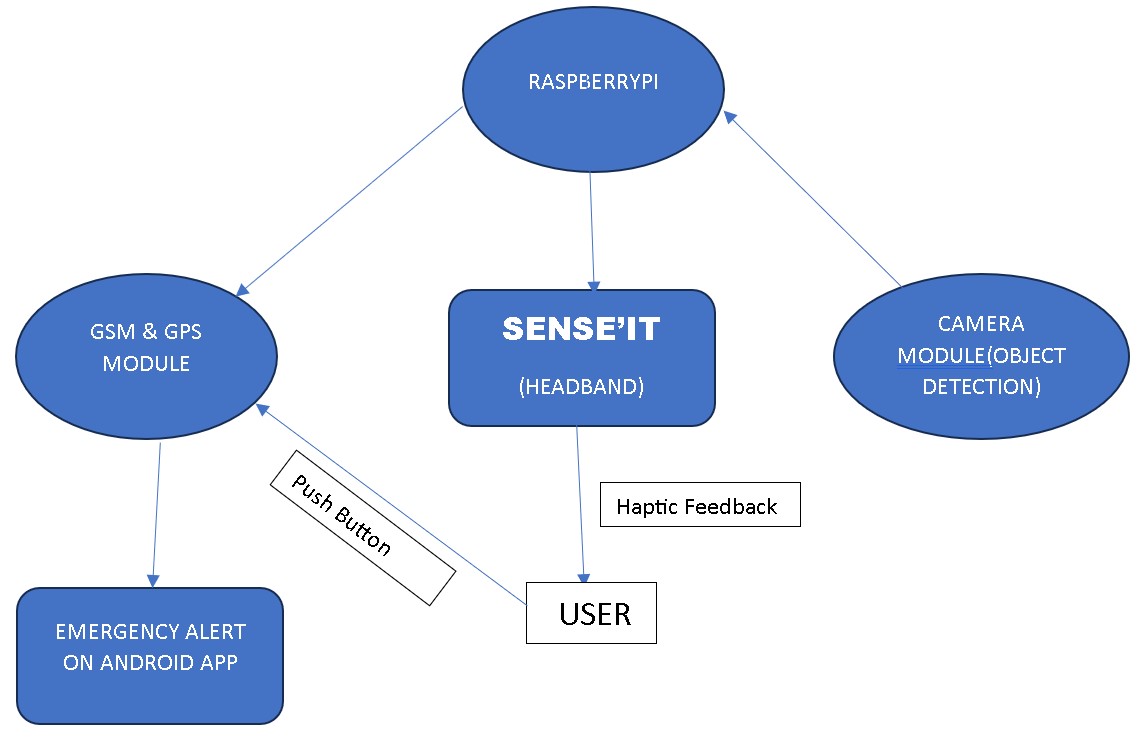 RASPBERRYPI
GSM & GPS
MODULE
SENSE’IT
(HEADBAND)
CAMERA
MODULE(OBJECT
DETECTION)
Push Button
Haptic Feedback
USER
EMERGENCY ALERT
ON ANDROID APP